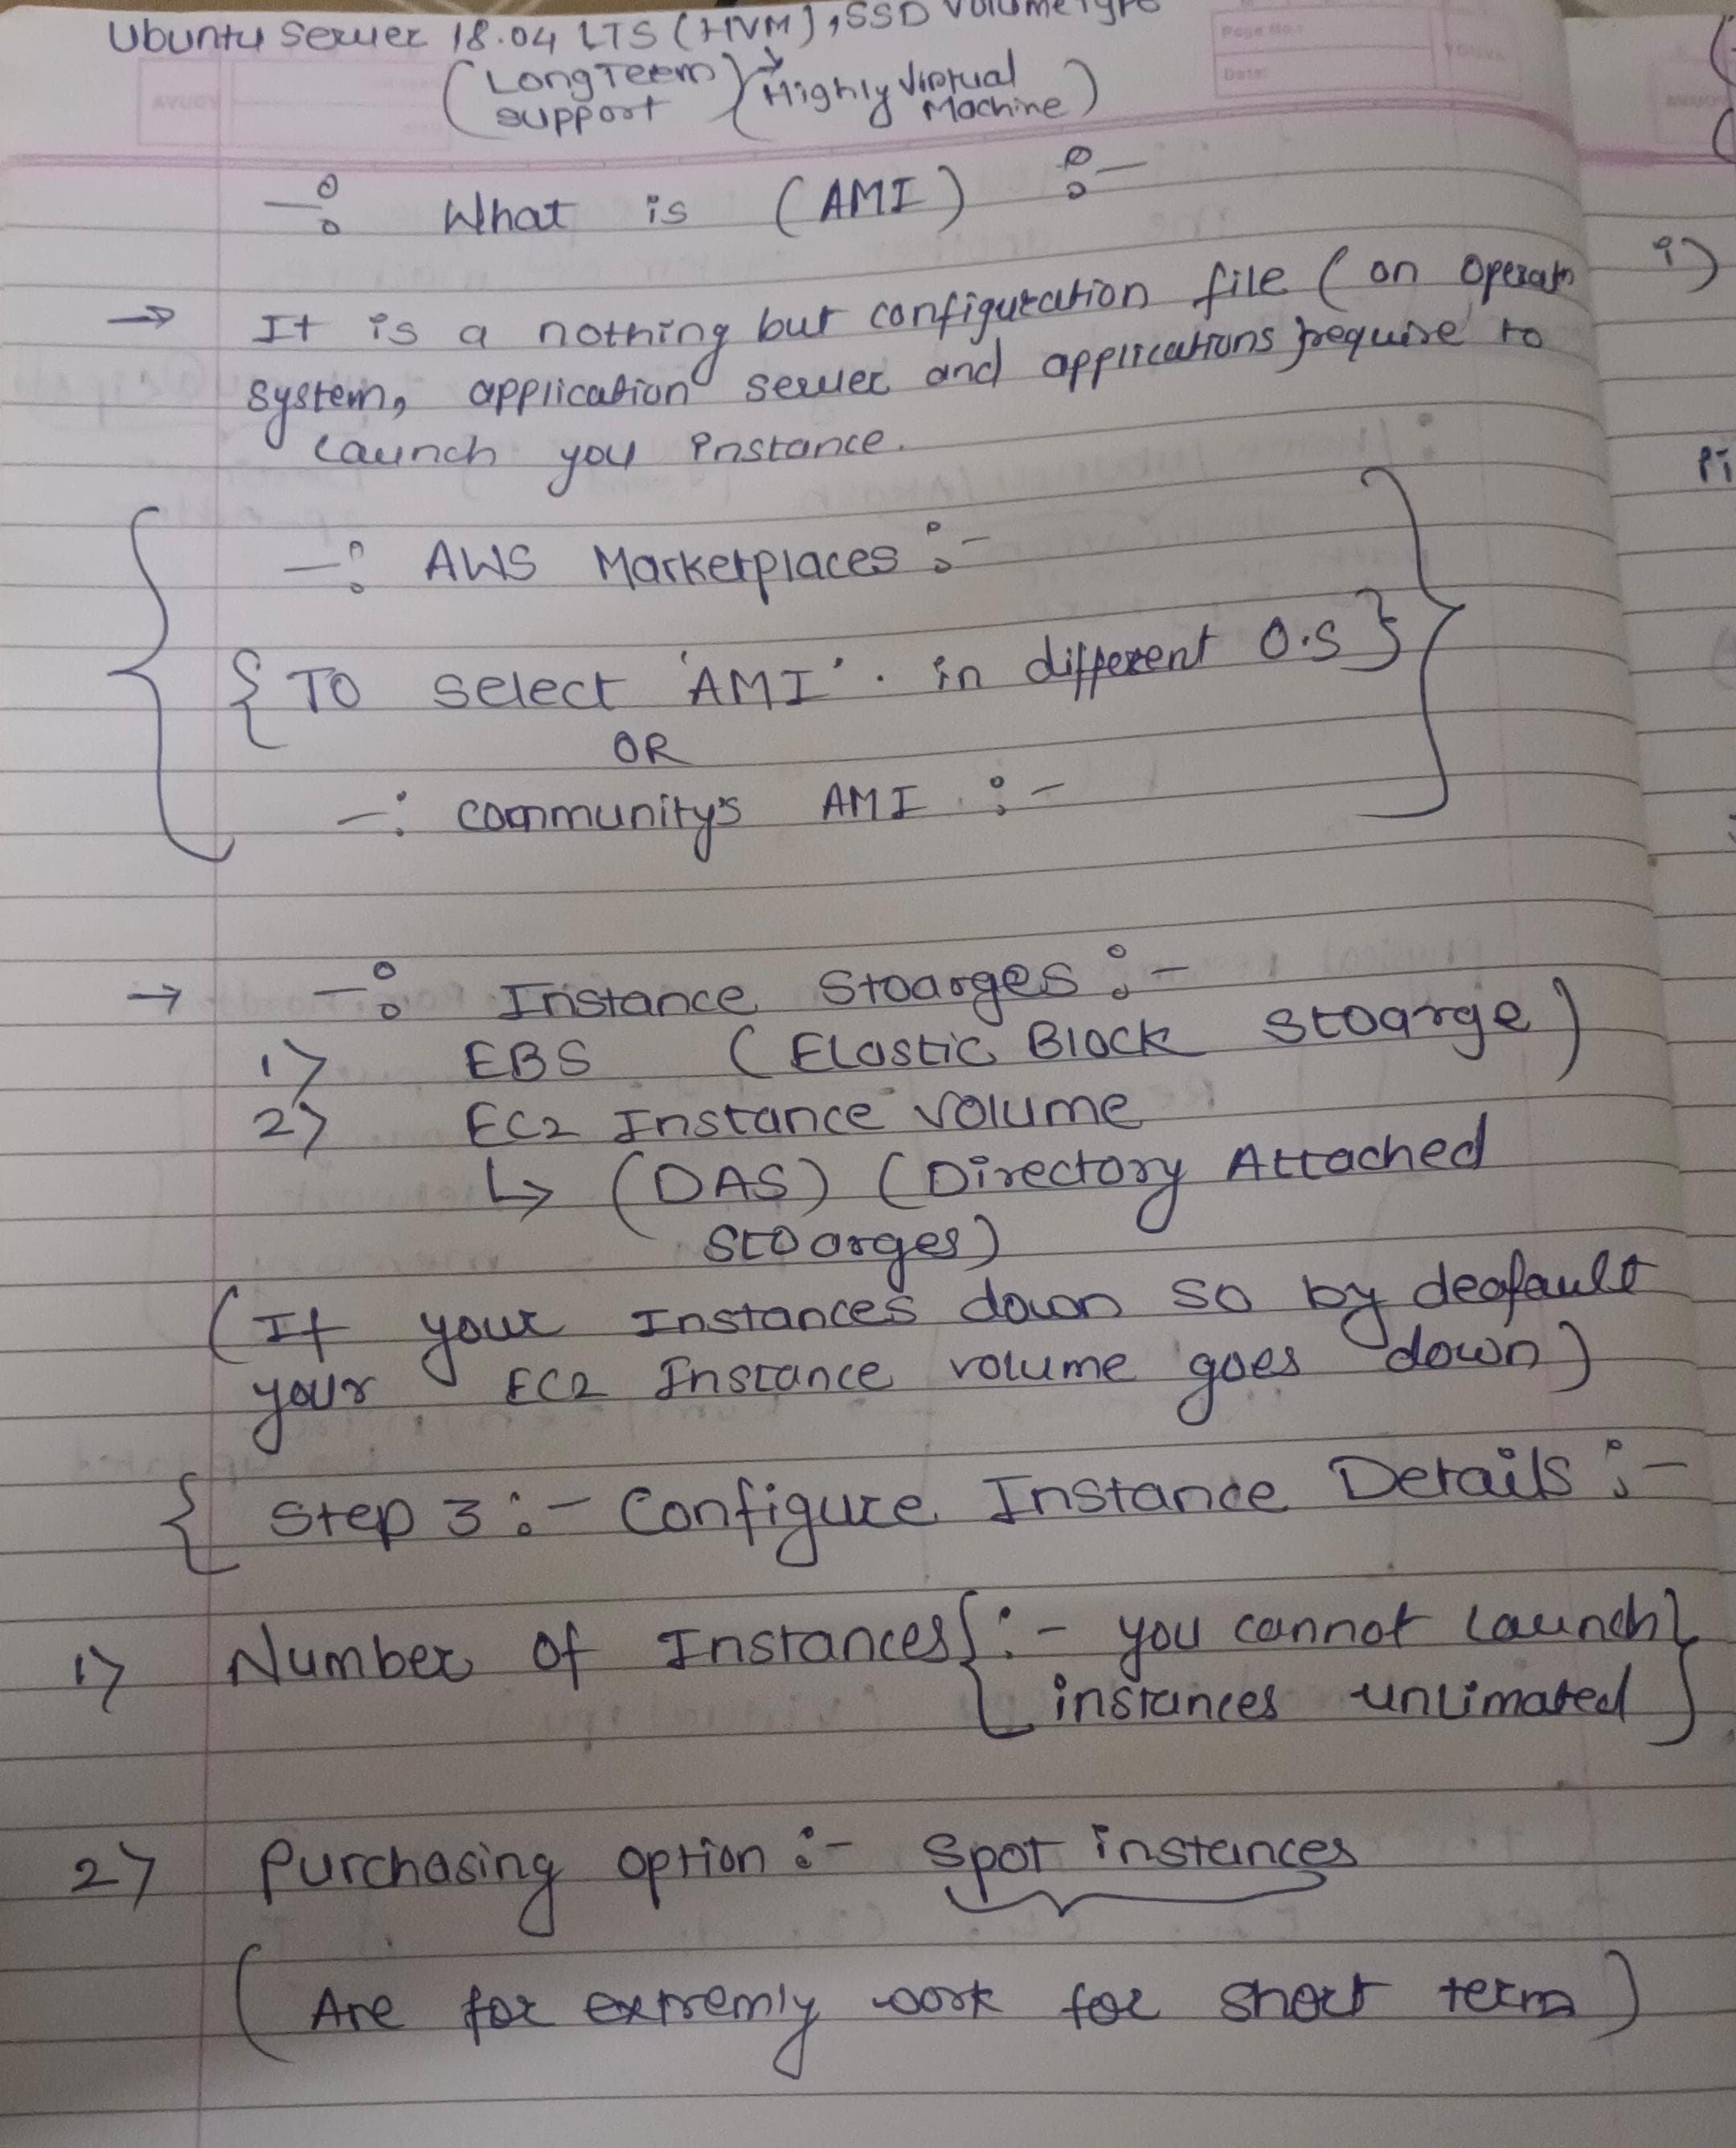 Ubuntu Server 18.04 LTS (HVM), SSD Volume Type
(Long Term support) (Highly Virtual Machine)
What is (AMI) :-
→ It is a nothing but configuration file (an Operatn
system, application server and applications require to
launch you instance.
-: AWS Marketplaces :-
{ TO select 'AMI'. in different O.S }
OR
-: community's AMI :-
→ -: Instance Stoarges :-
1> EBS (Elastic Block Stoarge)
2> EC2 Instance volume
↳ (DAS) (Directory Attached
Stoarges)
(If your Instances down so by deafault
your EC2 Instance volume goes down)
{ Step 3 :- Configure Instance Details :-
1> Number of Instances { :- you cannot launch
instances unlimated }
2> Purchasing option :- Spot instances
(Are for extremly work for short term)